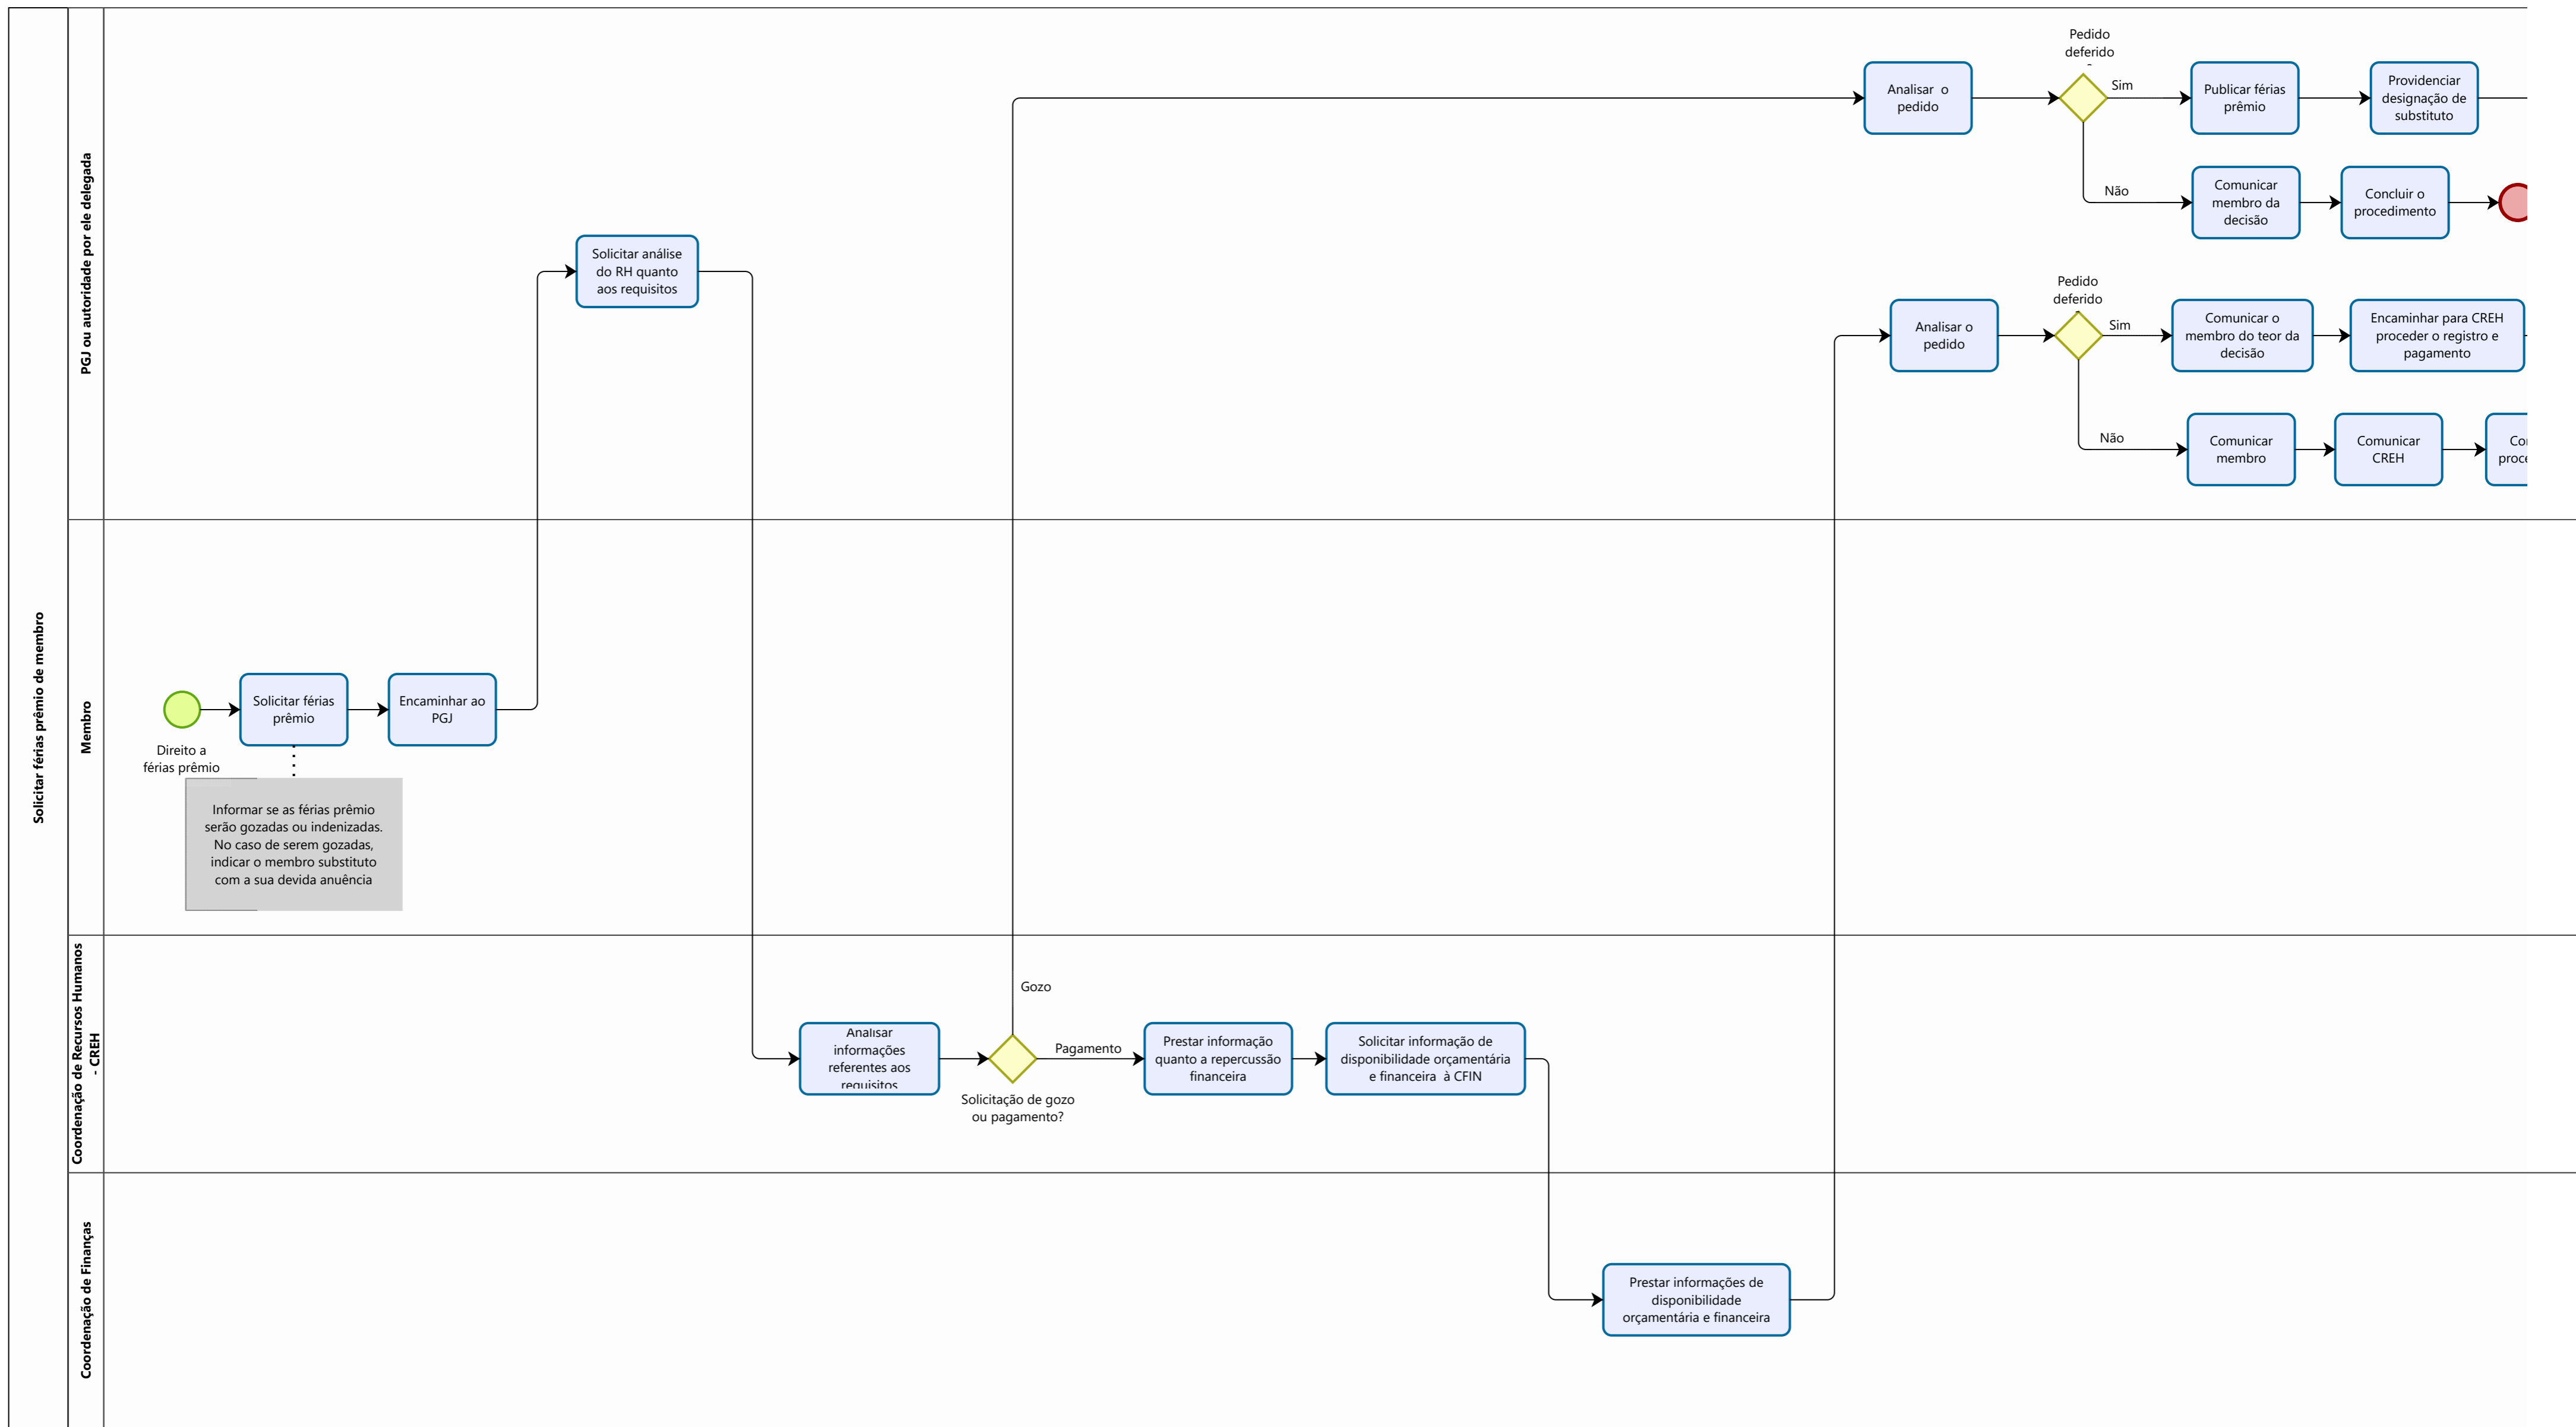 Solicitar férias prêmio de membro
PGJ ou autoridade por ele delegada
Pedido
deferido
Analisar o
pedido
Sim
Publicar férias
prêmio
Providenciar
designação de
substituto
Não
Comunicar
membro da
decisão
Concluir o
procedimento
Solicitar análise
do RH quanto
aos requisitos
Pedido
deferido
Analisar o
pedido
Sim
Comunicar o
membro do teor da
decisão
Encaminhar para CREH
proceder o registro e
pagamento
Não
Comunicar
membro
Comunicar
CREH
Membro
Solicitar férias
prêmio
Encaminhar ao
PGJ
Direito a
férias prêmio
Informar se as férias prêmio
serão gozadas ou indenizadas.
No caso de serem gozadas,
indicar o membro substituto
com a sua devida anuência
Coordenação de Recursos Humanos
- CREH
Gozo
Analisar
informações
referentes aos
requisitos
Pagamento
Solicitação de gozo
ou pagamento?
Prestar informação
quanto a repercussão
financeira
Solicitar informação de
disponibilidade orçamentária
e financeira à CFIN
Coordenação de Finanças
Prestar informações de
disponibilidade
orçamentária e financeira